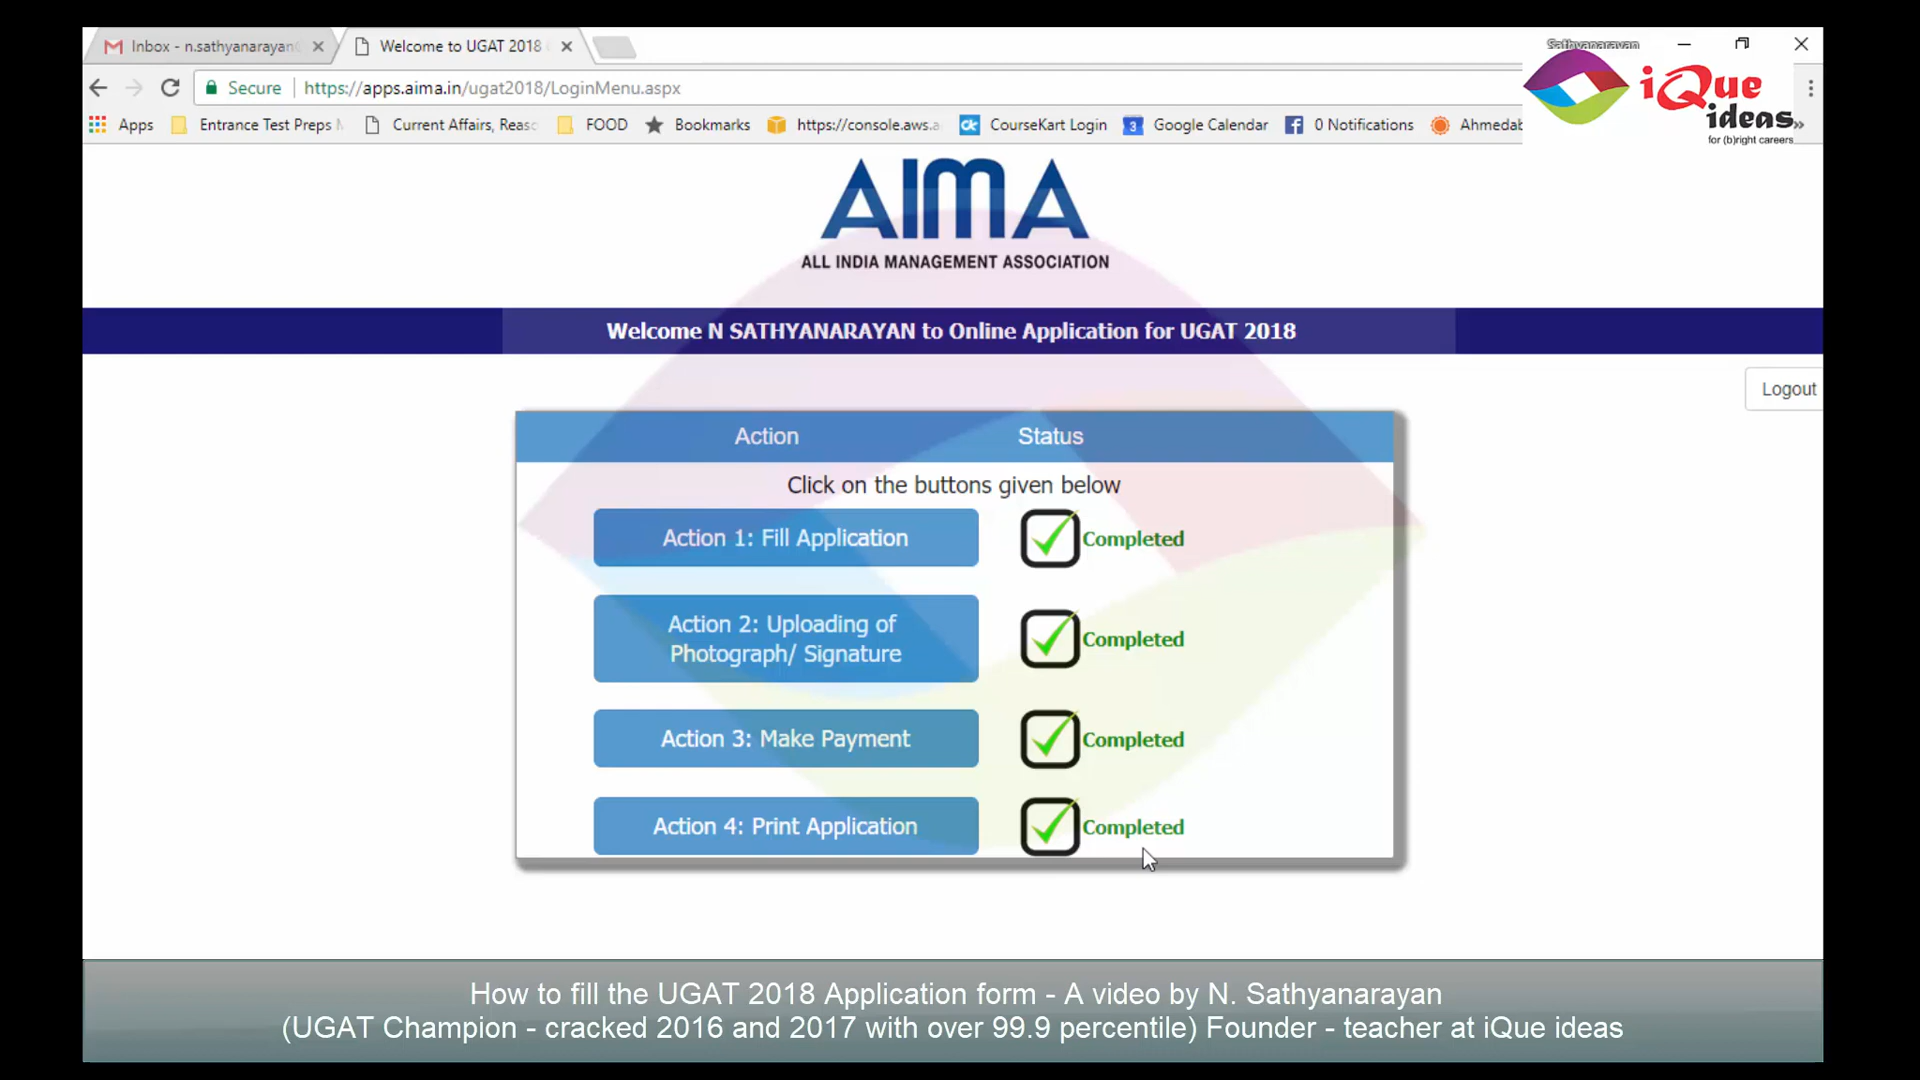 Inbox - n.sathyanarayan
Welcome to UGAT 2018
Sathyanarayan
Secure
https://apps.aima.in/ugat2018/LoginMenu.aspx
iQue
ideas
for (b)right careers
Apps
Entrance Test Preps
Current Affairs, Reaso
FOOD
Bookmarks
https://console.aws.a
CourseKart Login
3
Google Calendar
0 Notifications
Ahmedab
AIMA
ALL INDIA MANAGEMENT ASSOCIATION
Welcome N SATHYANARAYAN to Online Application for UGAT 2018
Logout
Action Status
Click on the buttons given below
Action 1: Fill Application Completed
Action 2: Uploading of
Photograph/ Signature
Completed
Action 3: Make Payment Completed
Action 4: Print Application Completed
How to fill the UGAT 2018 Application form - A video by N. Sathyanarayan
(UGAT Champion - cracked 2016 and 2017 with over 99.9 percentile) Founder - teacher at iQue ideas